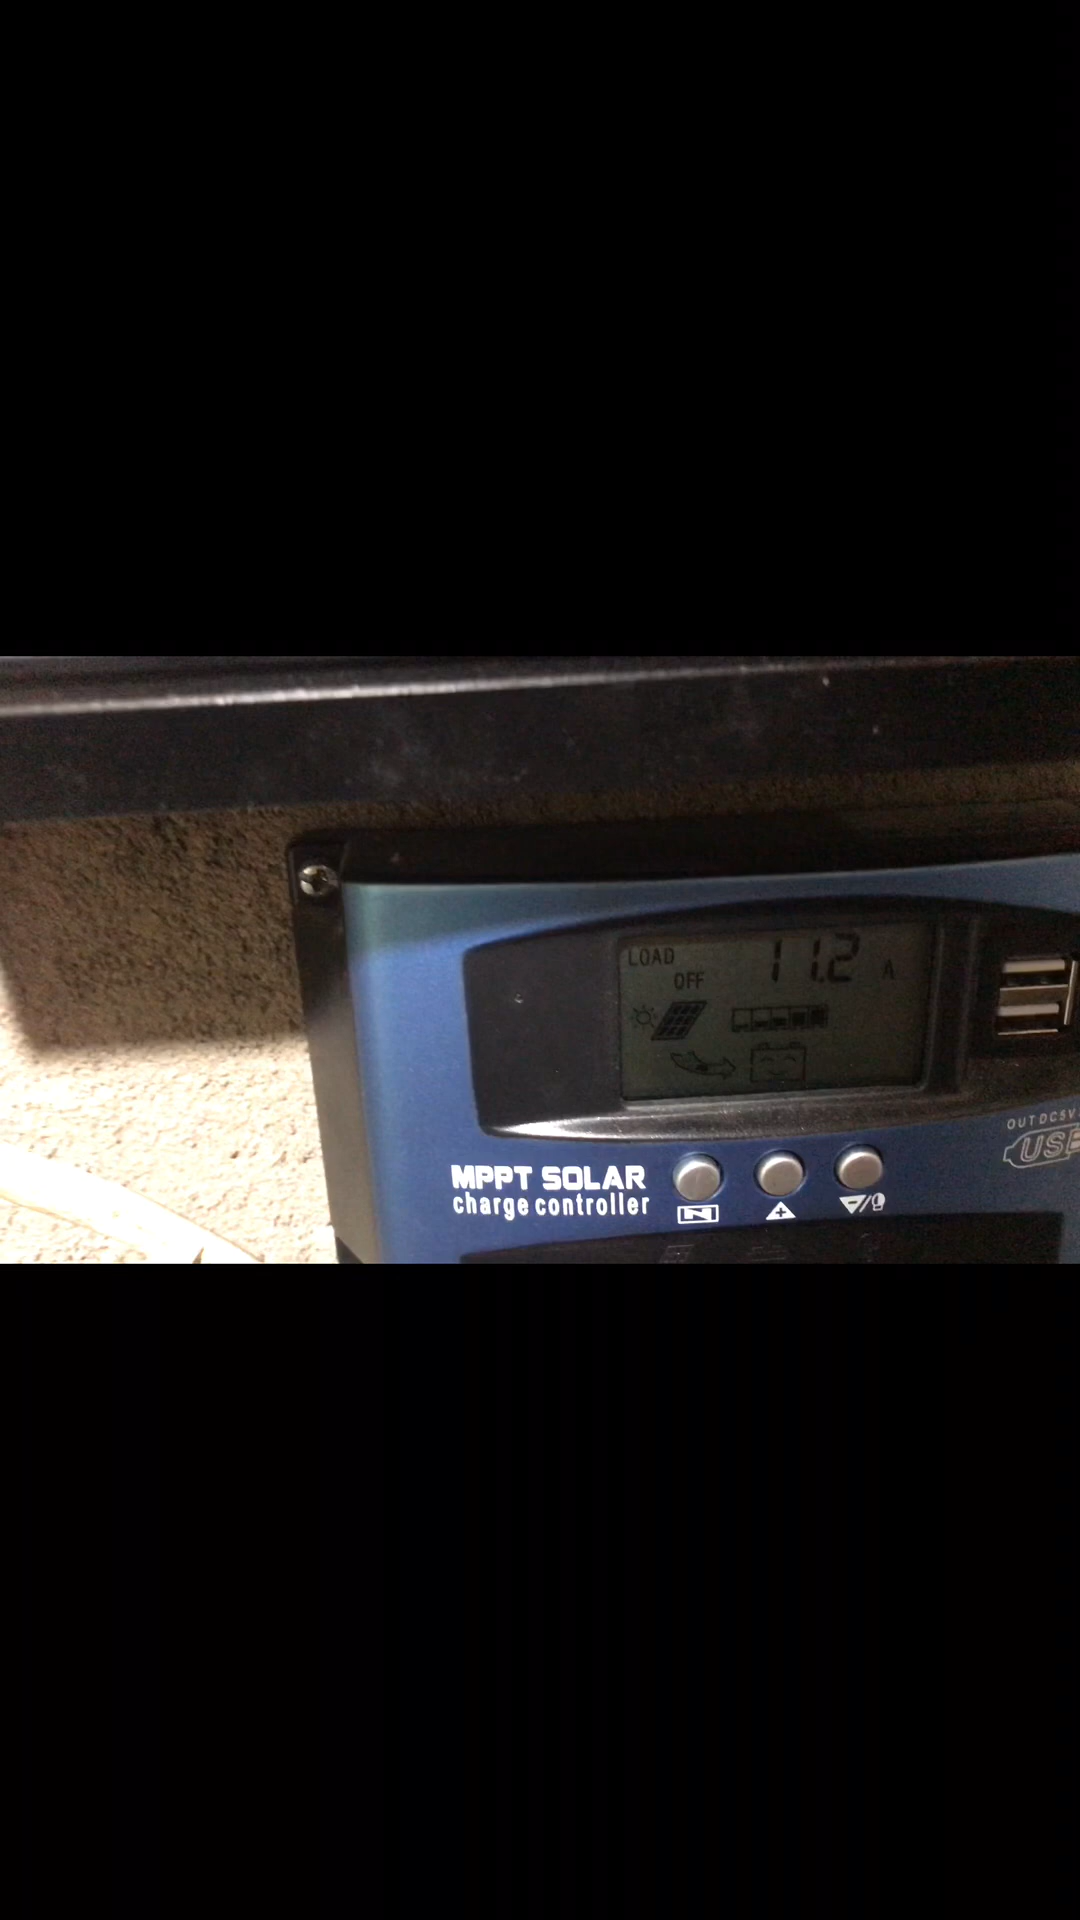 LOAD 11.2 A
OFF
OUT DC5V
USB
MPPT SOLAR
charge controller